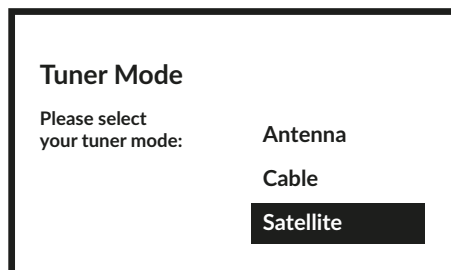 Tuner Mode
Please select
your tuner mode:
Antenna
Cable
Satellite